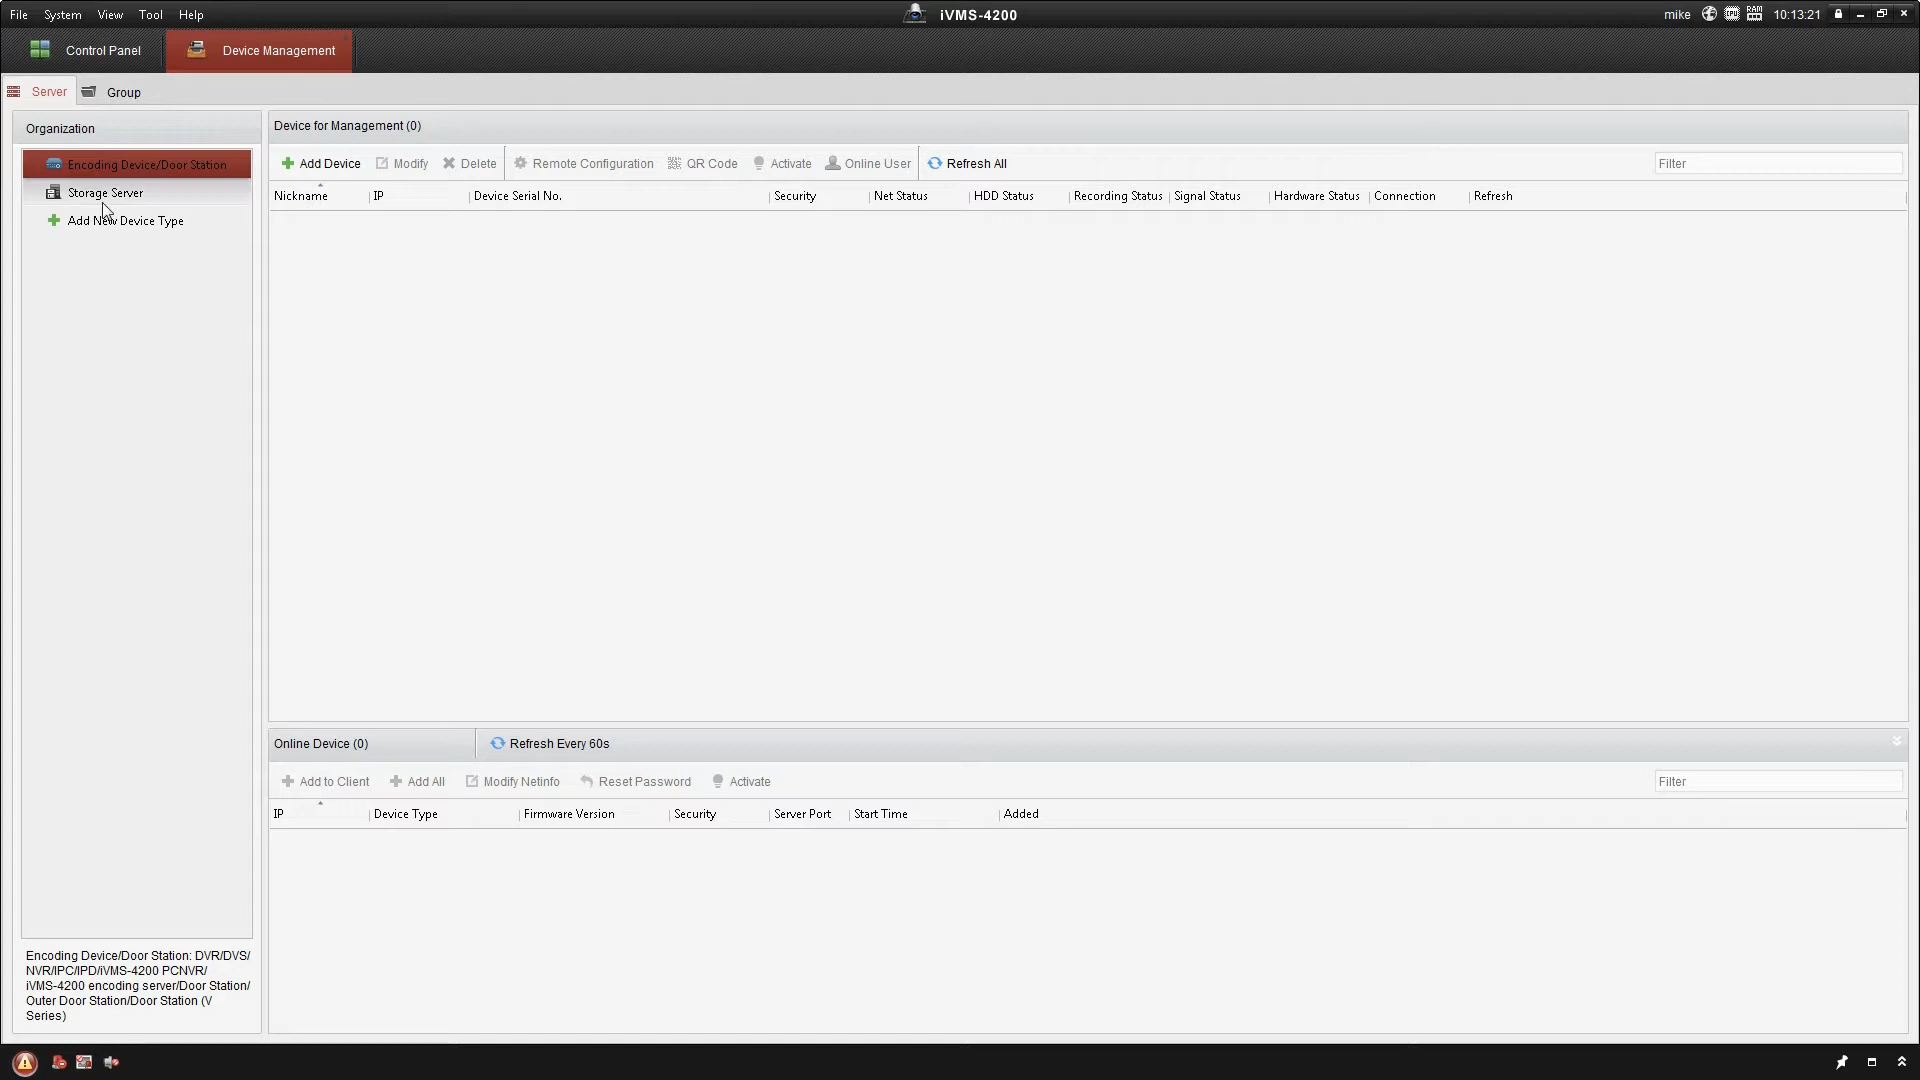 File System View Tool Help
iVMS-4200
mike RAM 10:13:21
Control Panel
Device Management
Server
Group
Organization
Encoding Device/Door Station
Storage Server
Add New Device Type
Encoding Device/Door Station: DVR/DVS/
NVR/IPC/IPD/iVMS-4200 PCNVR/
iVMS-4200 encoding server/Door Station/
Outer Door Station/Door Station (V
Series)
Device for Management (0)
Add Device Modify Delete Remote Configuration QR Code Activate Online User Refresh All Filter
Nickname IP Device Serial No. Security Net Status HDD Status Recording Status Signal Status Hardware Status Connection Refresh
Online Device (0) Refresh Every 60s
Add to Client Add All Modify Netinfo Reset Password Activate Filter
IP Device Type Firmware Version Security Server Port Start Time Added